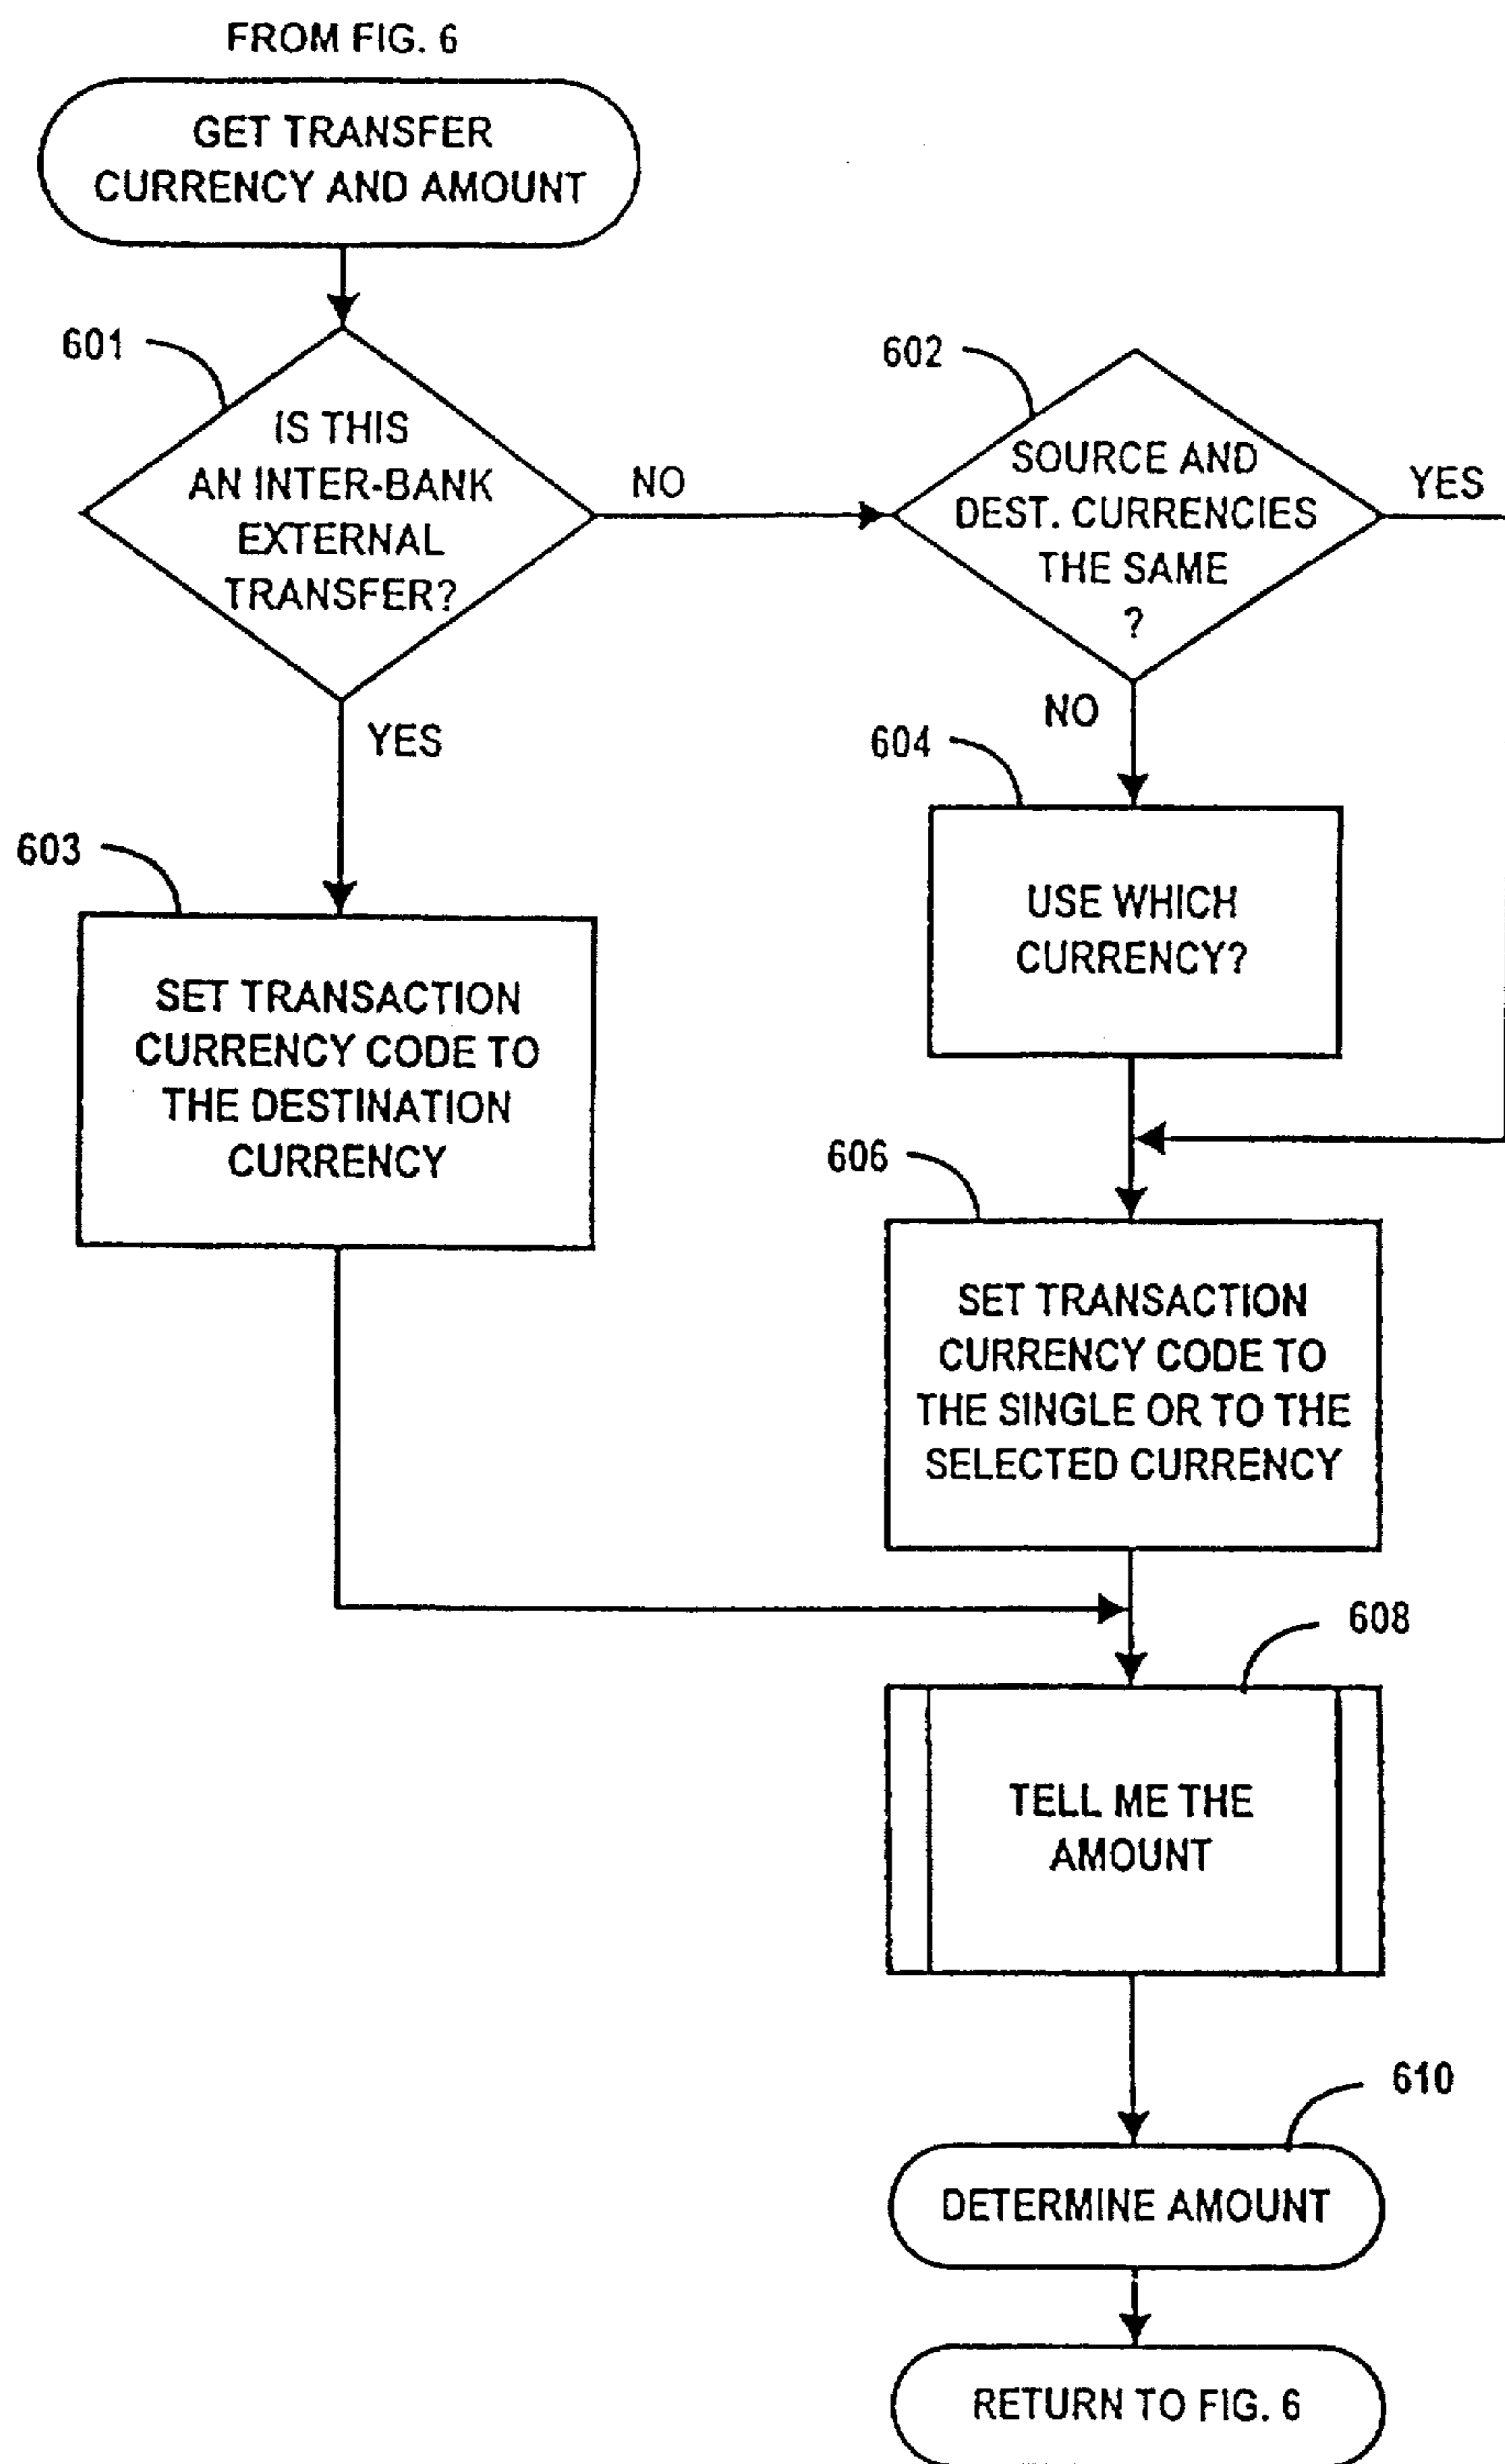 FROM FIG. 6
GET TRANSFER
CURRENCY AND AMOUNT
601
IS THIS
AN INTER-BANK
EXTERNAL
TRANSFER?
NO
YES
602
SOURCE AND
DEST. CURRENCIES
THE SAME
?
YES
NO
603
SET TRANSACTION
CURRENCY CODE TO
THE DESTINATION
CURRENCY
604
USE WHICH
CURRENCY?
606
SET TRANSACTION
CURRENCY CODE TO
THE SINGLE OR TO THE
SELECTED CURRENCY
608
TELL ME THE
AMOUNT
610
DETERMINE AMOUNT
RETURN TO FIG. 6